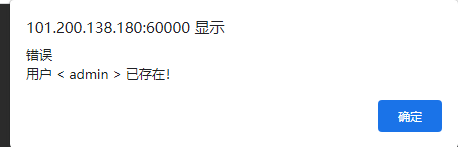 101.200.138.180:60000 显示
错误
用户 < admin > 已存在!
确定